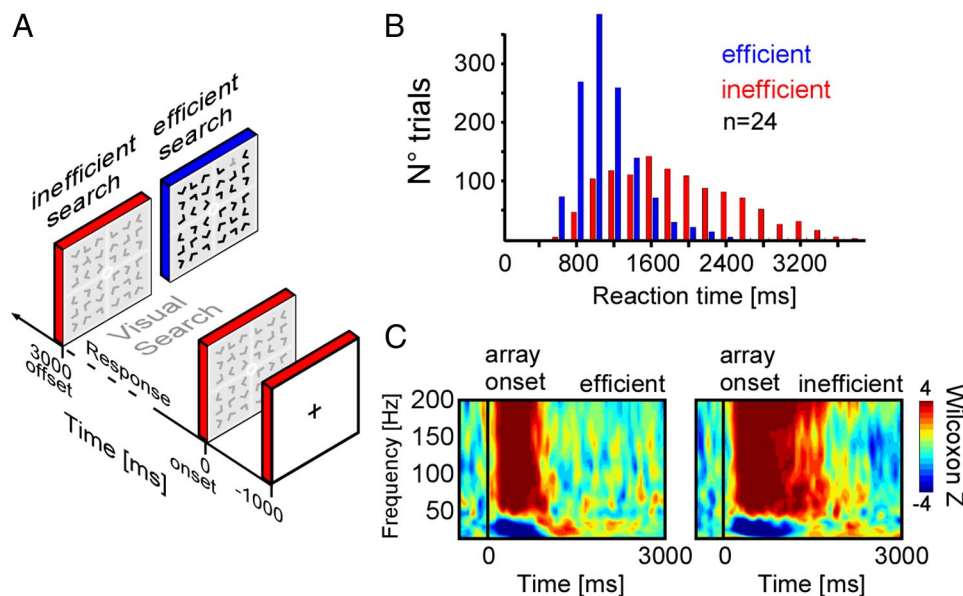 A
inefficient
search
efficient
search
Visual
Search
Response
3000
offset
0
onset
-1000
Time [ms]
B
N° trials
300
200
100
efficient
inefficient
n=24
0 800 1600 2400 3200
Reaction time [ms]
C
array
onset
efficient
array
onset
inefficient
Frequency [Hz]
200
150
100
50
0 3000
Time [ms]
0 3000
Time [ms]
4
-4
Wilcoxon Z